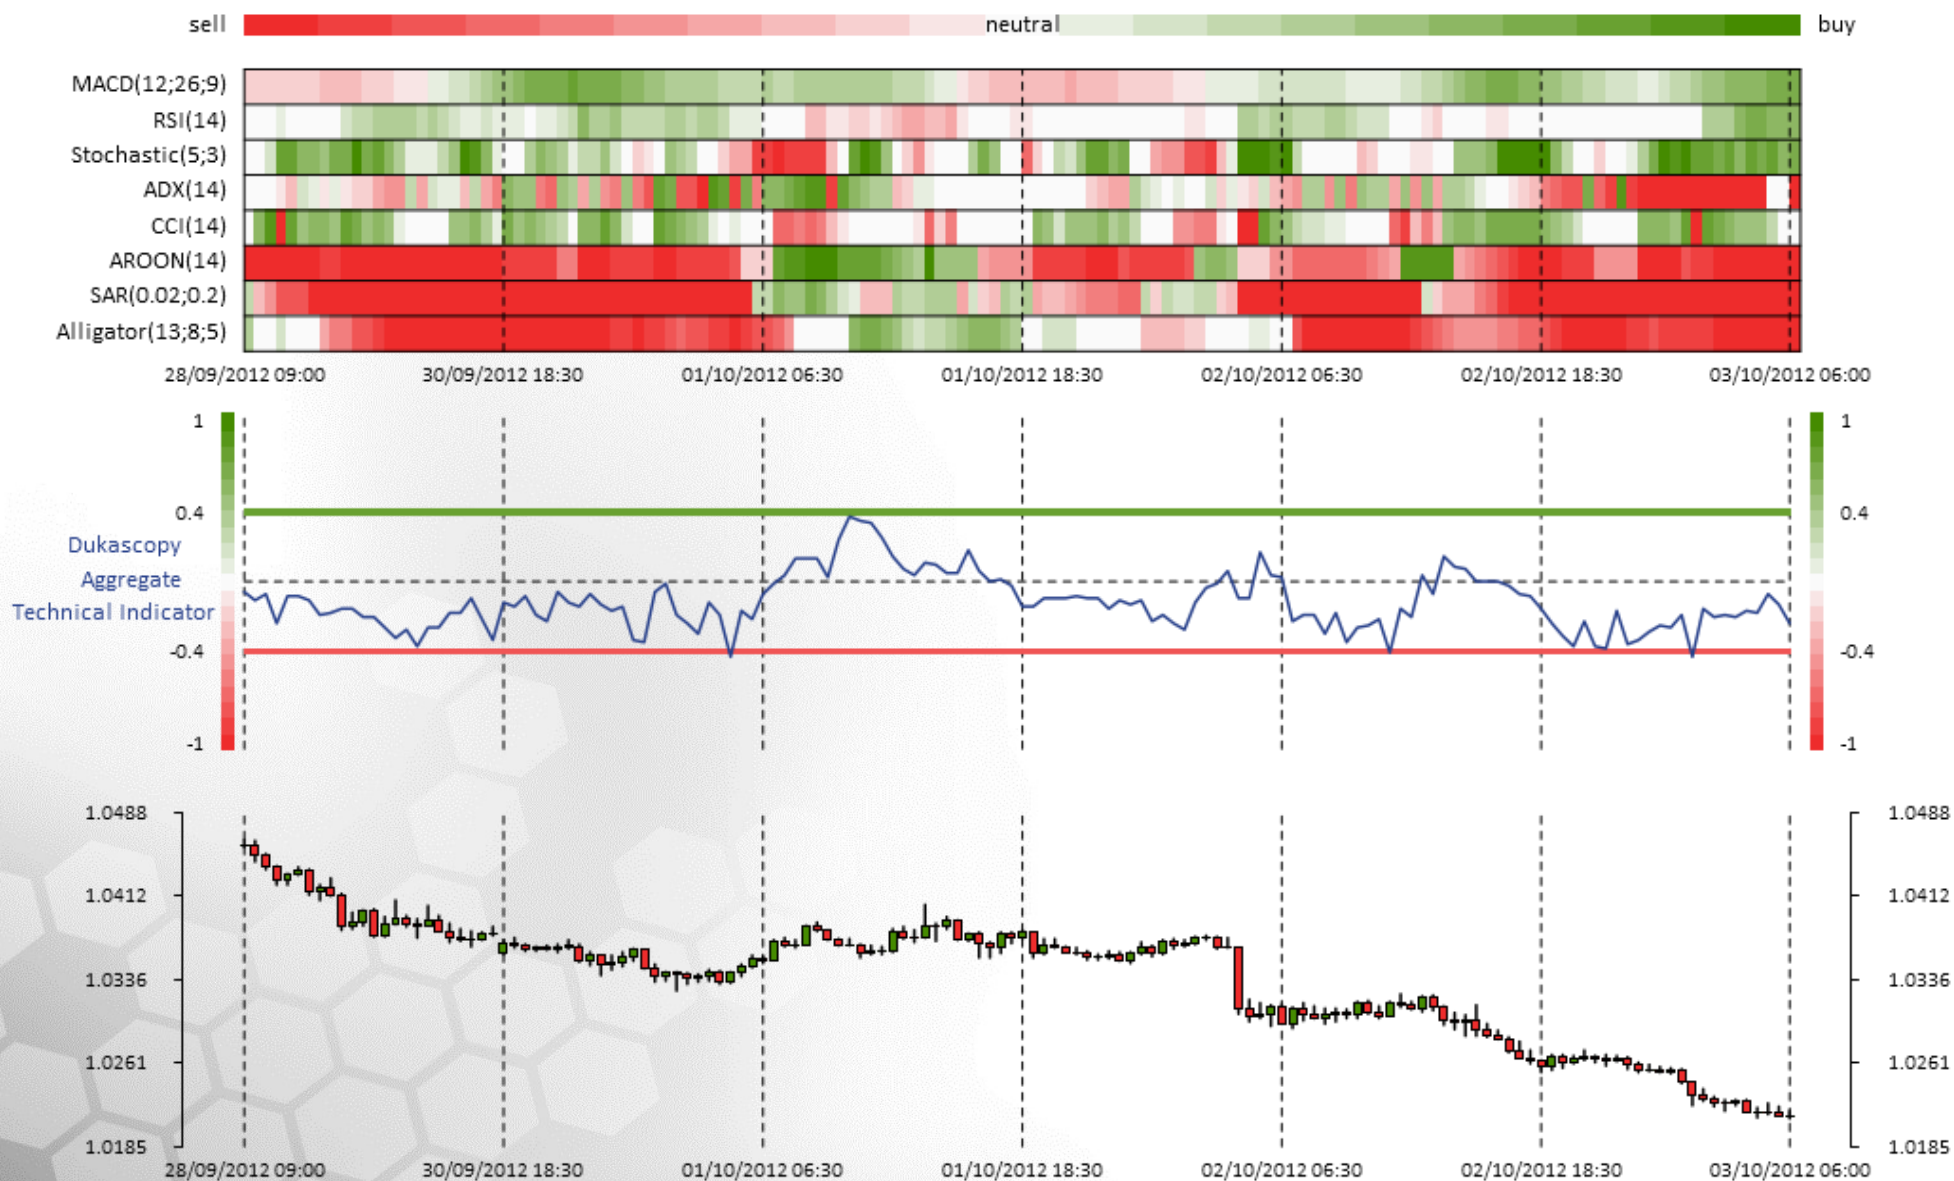 sell neutral buy
MACD(12;26;9)
RSI(14)
Stochastic(5;3)
ADX(14)
CCI(14)
AROON(14)
SAR(0.02;0.2)
Alligator(13;8;5)
28/09/2012 09:00 30/09/2012 18:30 01/10/2012 06:30 01/10/2012 18:30 02/10/2012 06:30 02/10/2012 18:30 03/10/2012 06:00
1 1
0.4 0.4
Dukascopy
Aggregate
Technical Indicator
-0.4 -0.4
-1 -1
1.0488 1.0488
1.0412 1.0412
1.0336 1.0336
1.0261 1.0261
1.0185 1.0185
28/09/2012 09:00 30/09/2012 18:30 01/10/2012 06:30 01/10/2012 18:30 02/10/2012 06:30 02/10/2012 18:30 03/10/2012 06:00